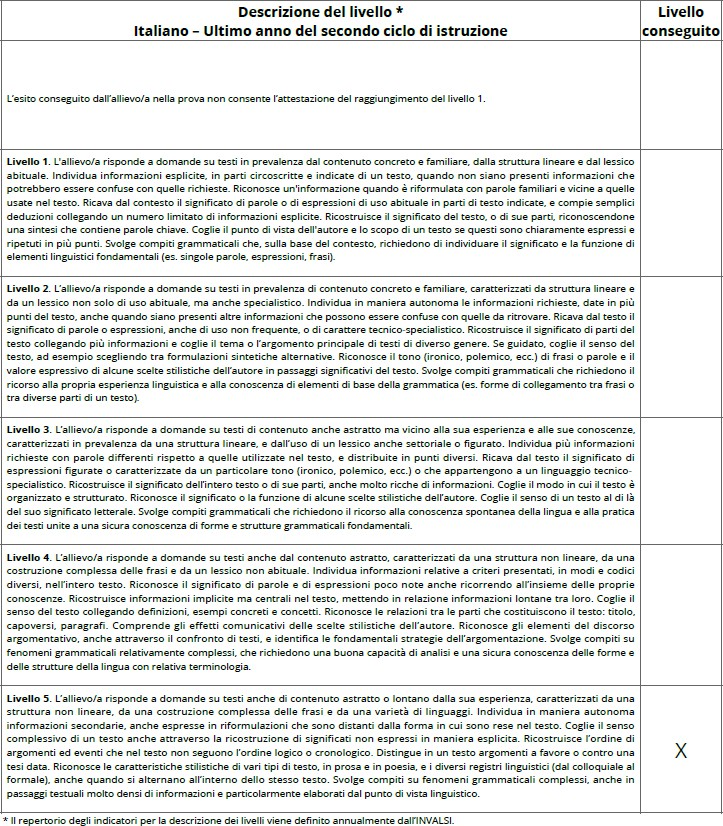 Descrizione del livello *
Italiano – Ultimo anno del secondo ciclo di istruzione
Livello
conseguito
L’esito conseguito dall’allievo/a nella prova non consente l’attestazione del raggiungimento del livello 1.
Livello 1. L'allievo/a risponde a domande su testi in prevalenza dal contenuto concreto e familiare, dalla struttura lineare e dal lessico
abituale. Individua informazioni esplicite, in parti circoscritte e indicate di un testo, quando non siano presenti informazioni che
potrebbero essere confuse con quelle richieste. Riconosce un'informazione quando è riformulata con parole familiari e vicine a quelle
usate nel testo. Ricava dal contesto il significato di parole o di espressioni di uso abituale in parti di testo indicate, e compie semplici
deduzioni collegando un numero limitato di informazioni esplicite. Ricostruisce il significato del testo, o di sue parti, riconoscendone
una sintesi che contiene parole chiave. Coglie il punto di vista dell'autore e lo scopo di un testo se questi sono chiaramente espressi e
ripetuti in più punti. Svolge compiti grammaticali che, sulla base del contesto, richiedono di individuare il significato e la funzione di
elementi linguistici fondamentali (es. singole parole, espressioni, frasi).
Livello 2. L’allievo/a risponde a domande su testi in prevalenza di contenuto concreto e familiare, caratterizzati da struttura lineare e
da un lessico non solo di uso abituale, ma anche specialistico. Individua in maniera autonoma le informazioni richieste, date in più
punti del testo, anche quando siano presenti altre informazioni che possono essere confuse con quelle da ritrovare. Ricava dal testo il
significato di parole o espressioni, anche di uso non frequente, o di carattere tecnico-specialistico. Ricostruisce il significato di parti del
testo collegando più informazioni e coglie il tema o l’argomento principale di testi di diverso genere. Se guidato, coglie il senso del
testo, ad esempio scegliendo tra formulazioni sintetiche alternative. Riconosce il tono (ironico, polemico, ecc.) di frasi o parole e il
valore espressivo di alcune scelte stilistiche dell’autore in passaggi significativi del testo. Svolge compiti grammaticali che richiedono il
ricorso alla propria esperienza linguistica e alla conoscenza di elementi di base della grammatica (es. forme di collegamento tra frasi o
tra diverse parti di un testo).
Livello 3. L’allievo/a risponde a domande su testi di contenuto anche astratto ma vicino alla sua esperienza e alle sue conoscenze,
caratterizzati in prevalenza da una struttura lineare, e dall’uso di un lessico anche settoriale o figurato. Individua più informazioni
richieste con parole differenti rispetto a quelle utilizzate nel testo, e distribuite in punti diversi. Ricava dal testo il significato di
espressioni figurate o caratterizzate da un particolare tono (ironico, polemico, ecc.) o che appartengono a un linguaggio tecnico-
specialistico. Ricostruisce il significato dell’intero testo o di sue parti, anche molto ricche di informazioni. Coglie il modo in cui il testo è
organizzato e strutturato. Riconosce il significato o la funzione di alcune scelte stilistiche dell’autore. Coglie il senso di un testo al di là
del suo significato letterale. Svolge compiti grammaticali che richiedono il ricorso alla conoscenza spontanea della lingua e alla pratica
dei testi unite a una sicura conoscenza di forme e strutture grammaticali fondamentali.
Livello 4. L’allievo/a risponde a domande su testi anche dal contenuto astratto, caratterizzati da una struttura non lineare, da una
costruzione complessa delle frasi e da un lessico non abituale. Individua informazioni relative a criteri presentati, in modi e codici
diversi, nell’intero testo. Riconosce il significato di parole e di espressioni poco note anche ricorrendo all’insieme delle proprie
conoscenze. Ricostruisce informazioni implicite ma centrali nel testo, mettendo in relazione informazioni lontane tra loro. Coglie il
senso del testo collegando definizioni, esempi concreti e concetti. Riconosce le relazioni tra le parti che costituiscono il testo: titolo,
capoversi, paragrafi. Comprende gli effetti comunicativi delle scelte stilistiche dell’autore. Riconosce gli elementi del discorso
argomentativo, anche attraverso il confronto di testi, e identifica le fondamentali strategie dell’argomentazione. Svolge compiti su
fenomeni grammaticali relativamente complessi, che richiedono una buona capacità di analisi e una sicura conoscenza delle forme e
delle strutture della lingua con relativa terminologia.
Livello 5. L’allievo/a risponde a domande su testi anche di contenuto astratto o lontano dalla sua esperienza, caratterizzati da una
struttura non lineare, da una costruzione complessa delle frasi e da una varietà di linguaggi. Individua in maniera autonoma
informazioni secondarie, anche espresse in riformulazioni che sono distanti dalla forma in cui sono rese nel testo. Coglie il senso
complessivo di un testo anche attraverso la ricostruzione di significati non espressi in maniera esplicita. Ricostruisce l’ordine di
argomenti ed eventi che nel testo non seguono l’ordine logico o cronologico. Distingue in un testo argomenti a favore o contro una
tesi data. Riconosce le caratteristiche stilistiche di vari tipi di testo, in prosa e in poesia, e i diversi registri linguistici (dal colloquiale al
formale), anche quando si alternano all’interno dello stesso testo. Svolge compiti su fenomeni grammaticali complessi, anche in
passaggi testuali molto densi di informazioni e particolarmente elaborati dal punto di vista linguistico.
X
* Il repertorio degli indicatori per la descrizione dei livelli viene definito annualmente dall’INVALSI.